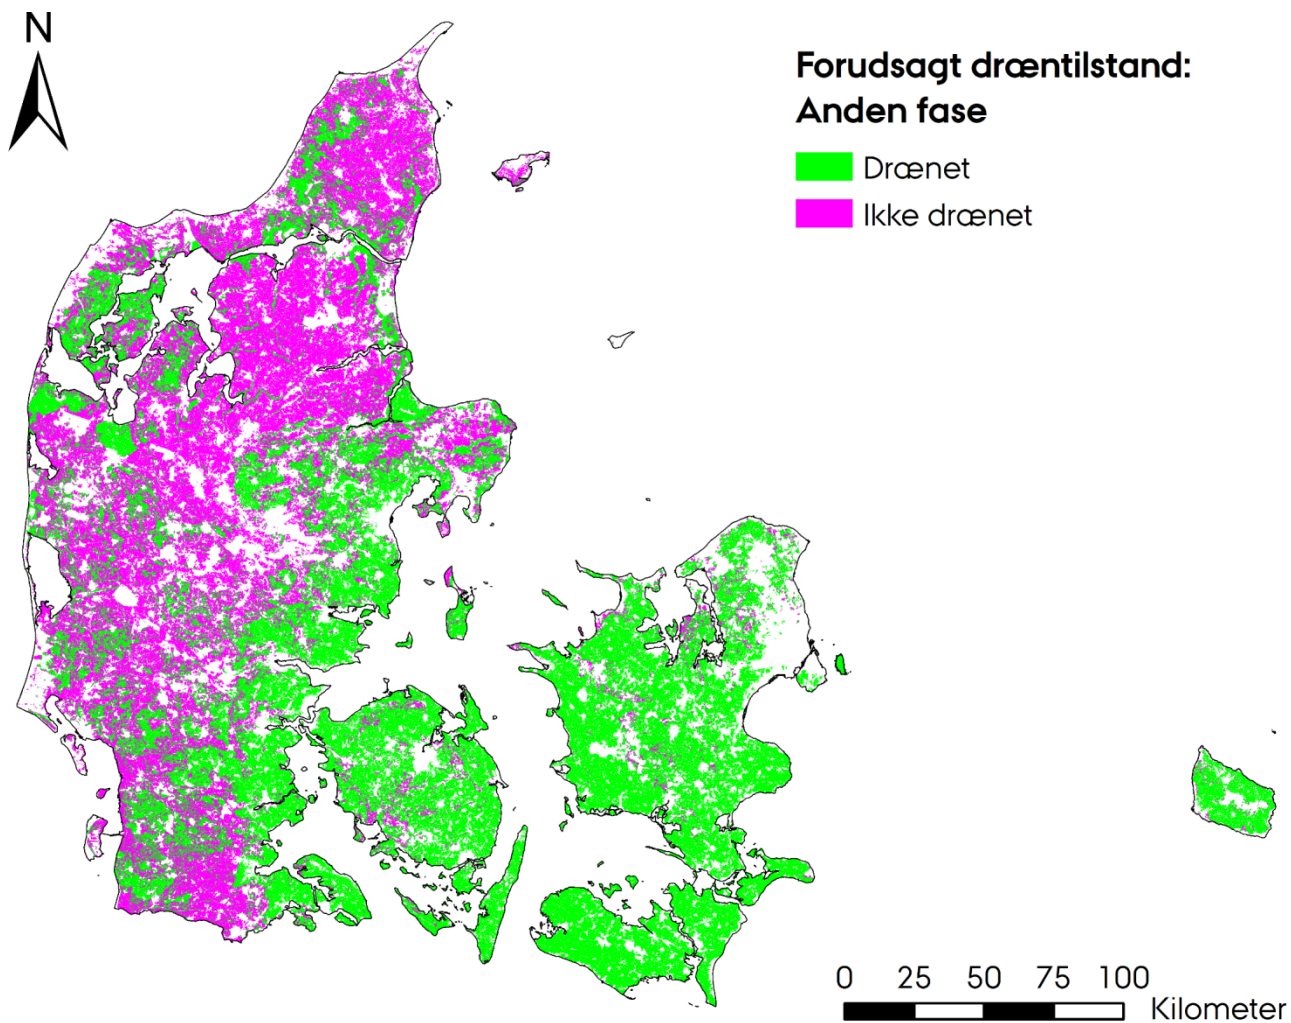 N
Forudsagt dræntilstand:
Anden fase
Drænet
Ikke drænet
0 25 50 75 100
Kilometer